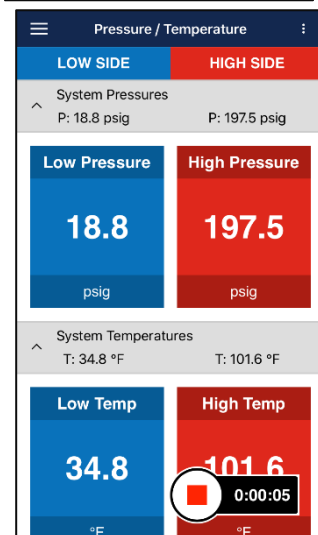 Pressure / Temperature
LOW SIDE HIGH SIDE
System Pressures
P: 18.8 psig P: 197.5 psig
Low Pressure High Pressure
18.8 197.5
psig psig
System Temperatures
T: 34.8 °F T: 101.6 °F
Low Temp High Temp
34.8 101.6
0:00:05
°F °F